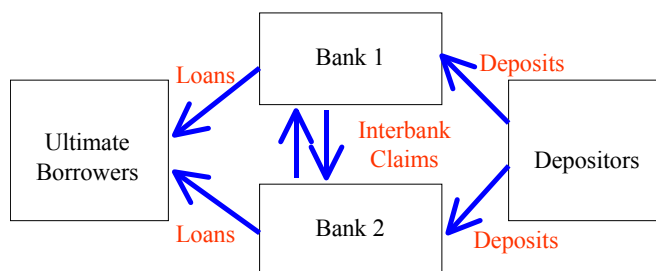 Bank 1
Loans
Deposits
Ultimate
Borrowers
Interbank
Claims
Depositors
Loans
Bank 2
Deposits